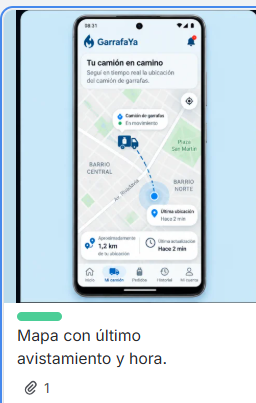 08:31
GarrafaYa
Tu camión en camino
Seguí en tiempo real la ubicación
del camión de garrafas.
Camión de garrafas
En movimiento
Plaza
San Martín
BARRIO
CENTRAL
Av. Rivadavia
BARRIO
NORTE
Última ubicación
Hace 2 min
Aproximadamente
1,2 km
de tu ubicación
Última actualización
Hace 2 min
Inicio
Mi camión
Pedidos
Historial
Mi cuenta
Mapa con último
avistamiento y hora.
1